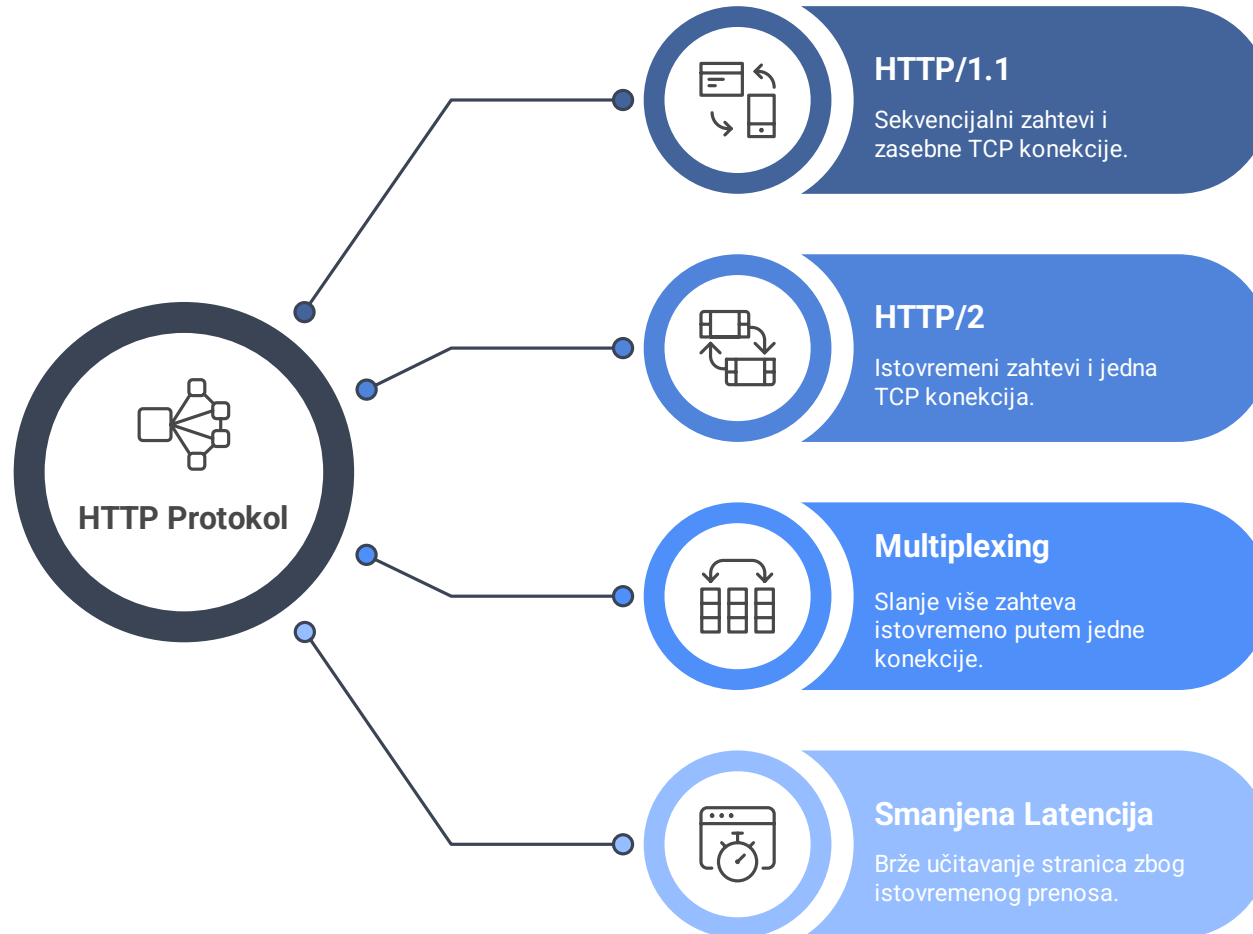 HTTP Protokol
HTTP/1.1
Sekvencijalni zahtevi i
zasebne TCP konekcije.
HTTP/2
Istovremeni zahtevi i jedna
TCP konekcija.
Multiplexing
Slanje više zahteva
istovremeno putem jedne
konekcije.
Smanjena Latencija
Brže učitavanje stranica zbog
istovremenog prenosa.